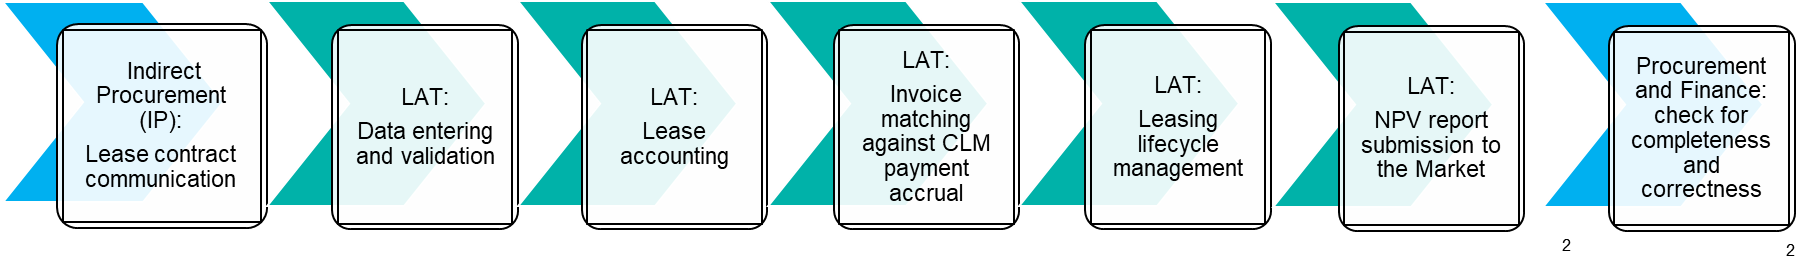 Indirect
Procurement
(IP):
Lease contract
communication
LAT:
Data entering
and validation
LAT:
Lease
accounting
LAT:
Invoice
matching
against CLM
payment
accrual
LAT:
Leasing
lifecycle
management
LAT:
NPV report
submission to
the Market
Procurement
and Finance:
check for
completeness
and
correctness
2
2